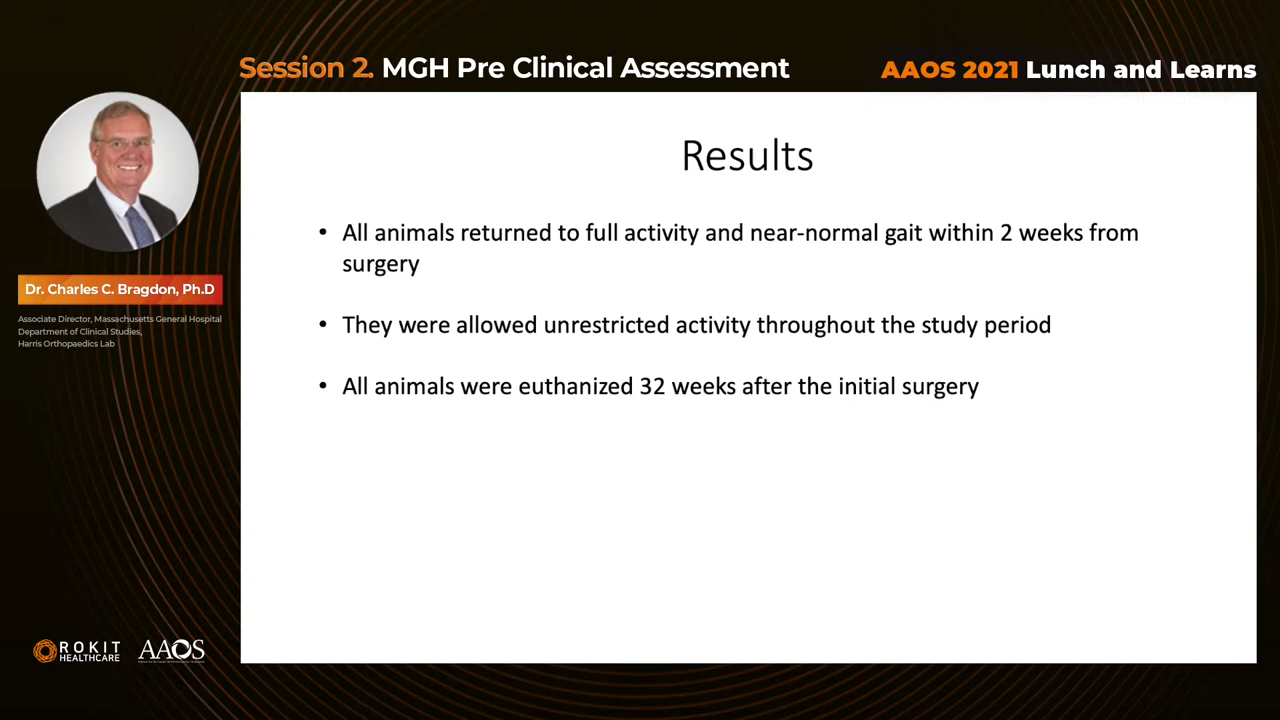 Session 2. MGH Pre Clinical Assessment
AAOS 2021 Lunch and Learns
Dr. Charles C. Bragdon, Ph.D
Associate Director, Massachusetts General Hospital
Department of Clinical Studies,
Harris Orthopaedics Lab
Results
• All animals returned to full activity and near-normal gait within 2 weeks from
surgery
• They were allowed unrestricted activity throughout the study period
• All animals were euthanized 32 weeks after the initial surgery
ROKIT
HEALTHCARE
AAOS